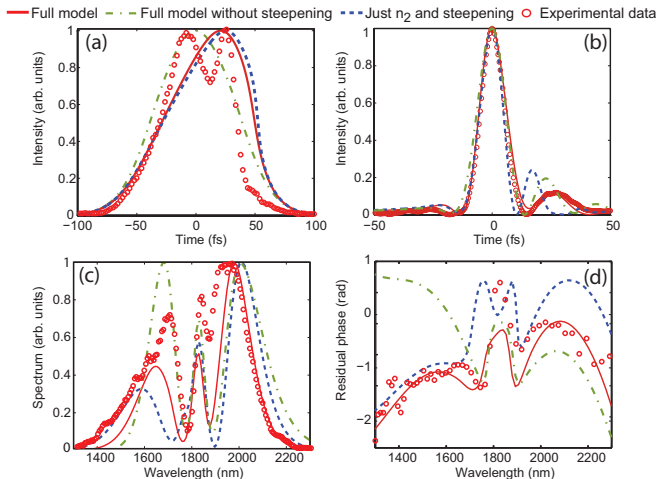 Full model Full model without steepening Just n₂ and steepening Experimental data
(a)
Intensity (arb. units)
1
0.8
0.6
0.4
0.2
0
-100 -50 0 50 100
Time (fs)
(b)
Intensity (arb. units)
1
0.8
0.6
0.4
0.2
0
-50 0 50
Time (fs)
(c)
Spectrum (arb. units)
1
0.8
0.6
0.4
0.2
0
1400 1600 1800 2000 2200
Wavelength (nm)
(d)
Residual phase (rad)
1
0
-1
-2
1400 1600 1800 2000 2200
Wavelength (nm)